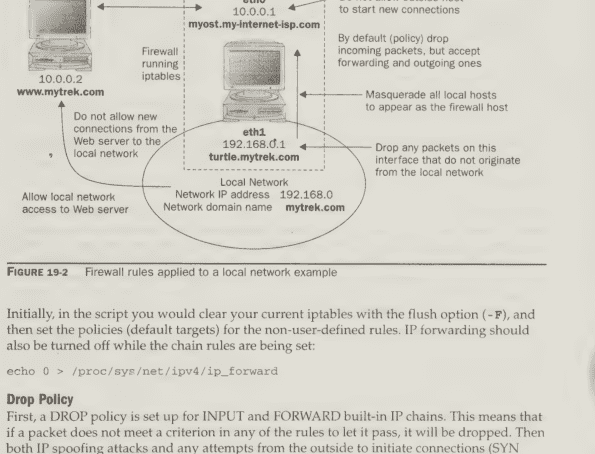 eth0
10.0.0.1
myost.my-internet-isp.com
to start new connections
By default (policy) drop
incoming packets, but accept
forwarding and outgoing ones
Firewall
running
iptables
10.0.0.2
www.mytrek.com
Masquerade all local hosts
to appear as the firewall host
Do not allow new
connections from the
Web server to the
local network
eth1
192.168.0.1
turtle.mytrek.com
Drop any packets on this
interface that do not originate
from the local network
Allow local network
access to Web server
Local Network
Network IP address 192.168.0
Network domain name mytrek.com
FIGURE 19-2 Firewall rules applied to a local network example
Initially, in the script you would clear your current iptables with the flush option (-F), and
then set the policies (default targets) for the non-user-defined rules. IP forwarding should
also be turned off while the chain rules are being set:
echo 0 > /proc/sys/net/ipv4/ip_forward
Drop Policy
First, a DROP policy is set up for INPUT and FORWARD built-in IP chains. This means that
if a packet does not meet a criterion in any of the rules to let it pass, it will be dropped. Then
both IP spoofing attacks and any attempts from the outside to initiate connections (SYN